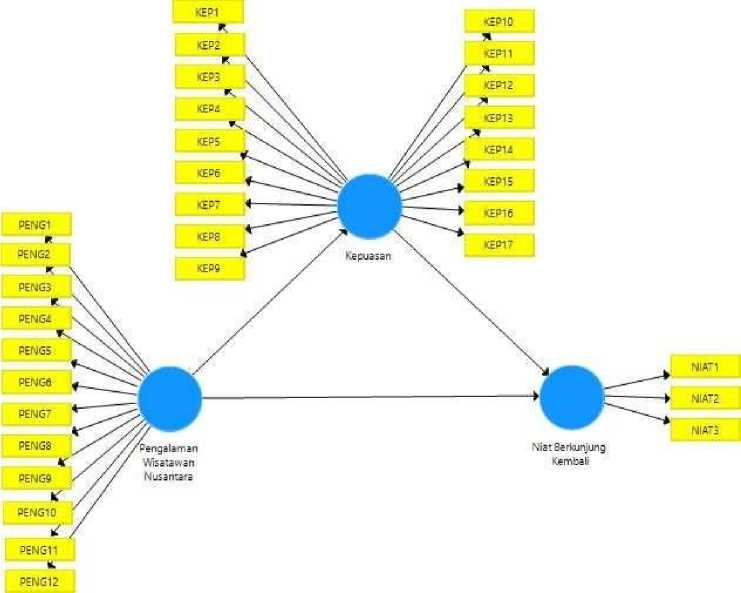 KEP1
KEP2
KEP3
KEP4
KEP5
KEP6
KEP7
KEP8
KEP9
KEP10
KEP11
KEP12
KEP13
KEP14
KEP15
KEP16
KEP17
Kepuasan
PENG1
PENG2
PENG3
PENG4
PENG5
PENG6
PENG7
PENG8
PENG9
PENG10
PENG11
PENG12
Pengalaman
Wisatawan
Nusantara
Niat Berkunjung
Kembali
NIAT1
NIAT2
NIAT3